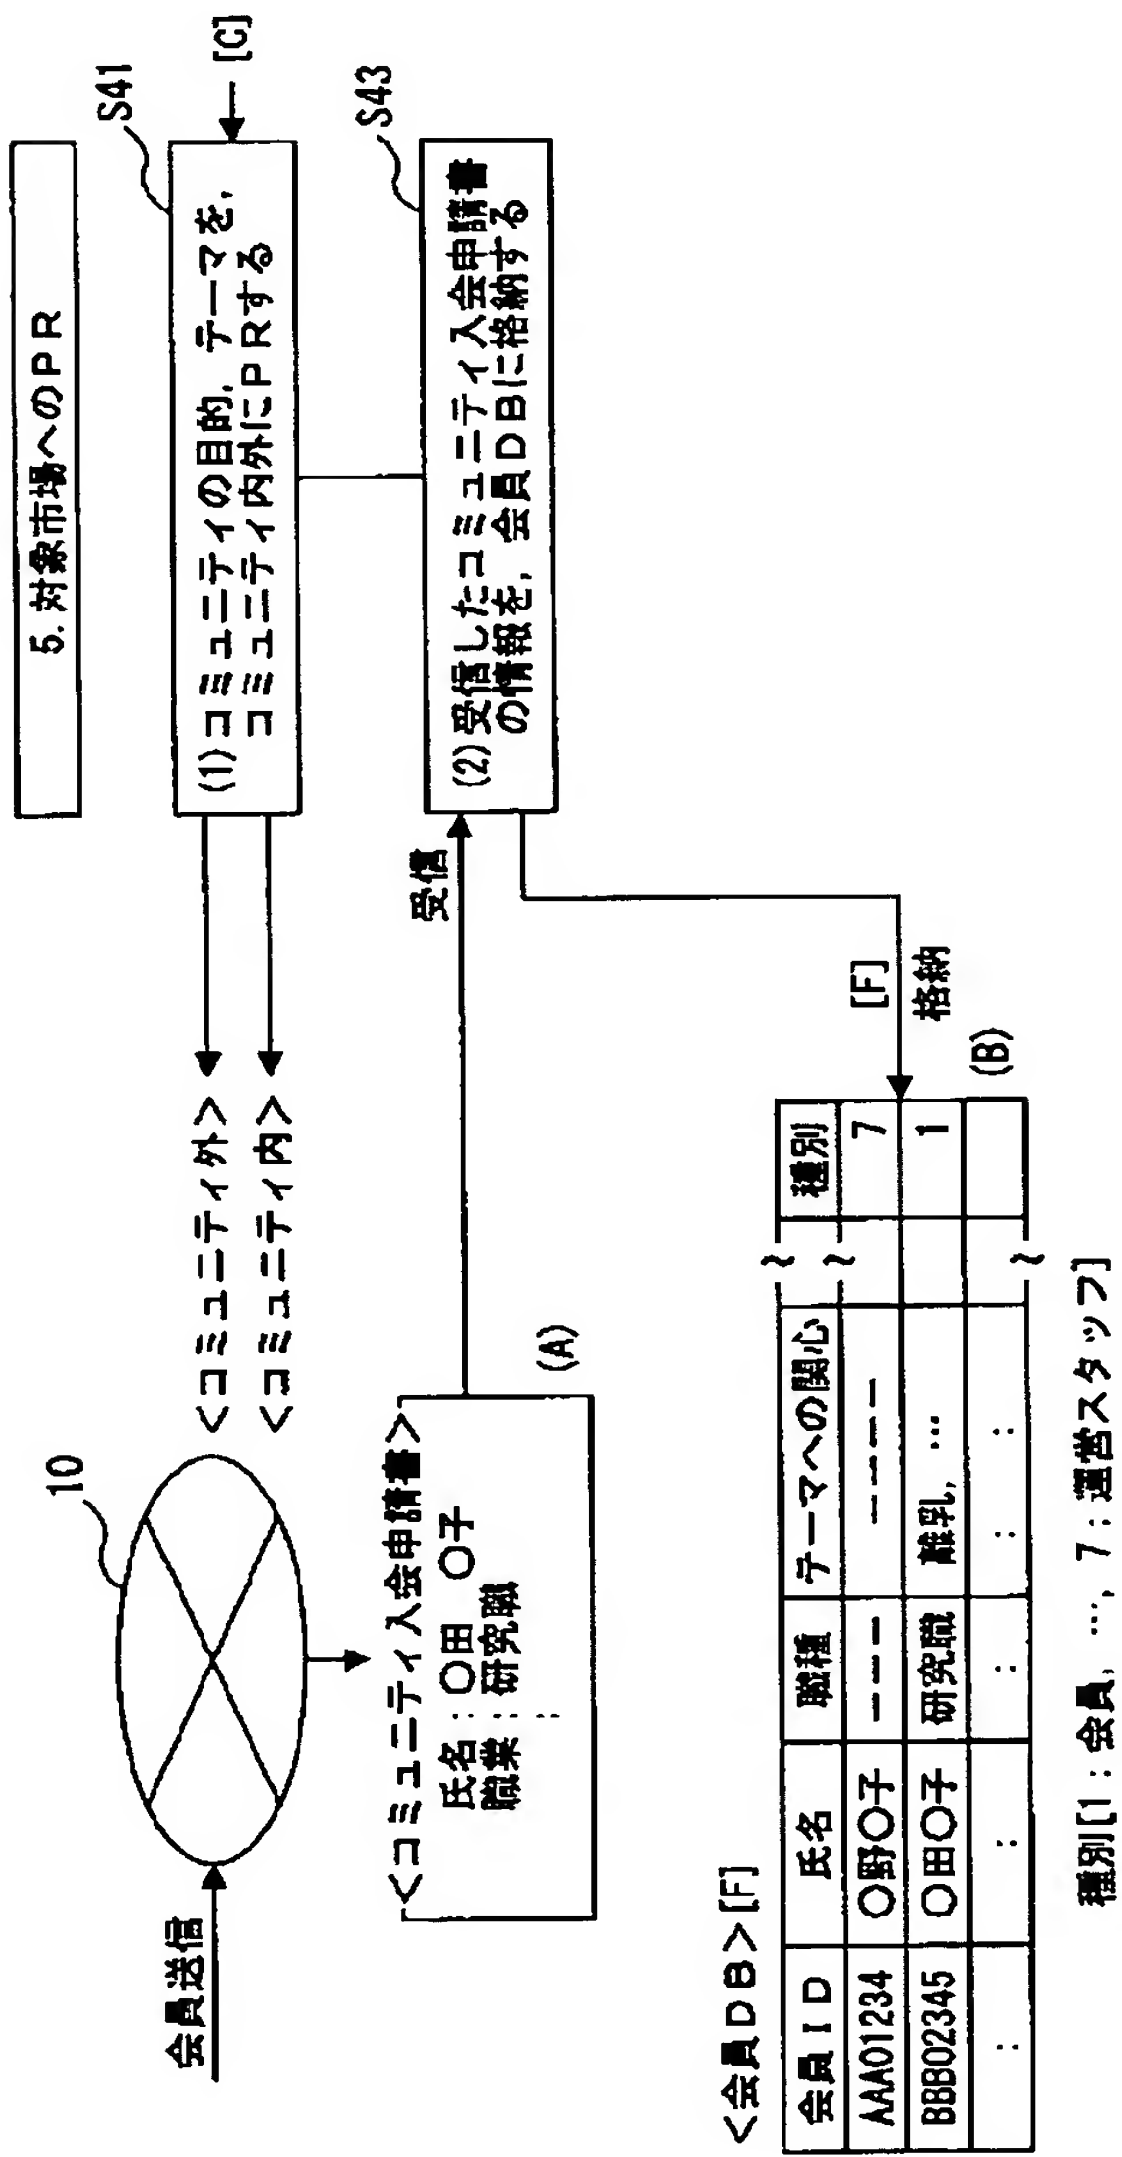 5. 対象市場へのPR
S41
(1)コミュニティの目的, テーマを,
コミュニティ内外にPRする
[C]
<コミュニティ外>
<コミュニティ内>
S43
(2)受信したコミュニティ入会申請書
の情報を, 会員DBに格納する
受信
会員送信
10
<コミュニティ入会申請書>
氏名:○田 ○子
職業:研究職
:
(A)
[F]
格納
<会員DB>[F]
(B)
会員ID 氏名 職種 テーマへの関心 種別
AAA01234 ○野○子 ーーー ーーーー 7
BBB02345 ○田○子 研究職 離乳, … 1
: : : : :
種別[1:会員, …, 7:運営スタッフ]